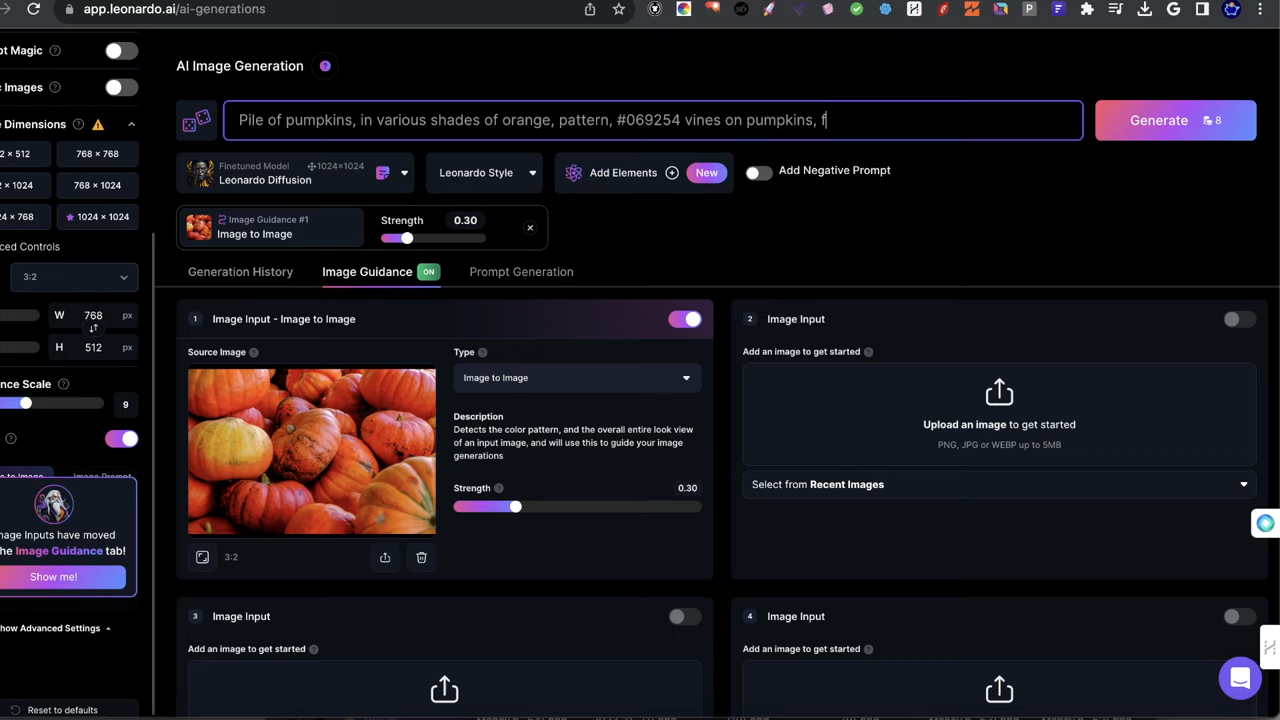 app.leonardo.ai/ai-generations
pt Magic
AI Image Generation
c Images
Pile of pumpkins, in various shades of orange, pattern, #069254 vines on pumpkins, f
Generate 8
e Dimensions
2 × 512
768 × 768
2 × 1024
768 × 1024
24 × 768
1024 × 1024
Finetuned Model 1024×1024
Leonardo Diffusion
Leonardo Style
Add Elements
New
Add Negative Prompt
Image Guidance #1
Image to Image
Strength 0.30
ced Controls
3:2
W 768 px
H 512 px
Generation History
Image Guidance ON
Prompt Generation
1 Image Input - Image to Image
Source Image
3:2
Type
Image to Image
Description
Detects the color pattern, and the overall entire look view
of an input image, and will use this to guide your image
generations
Strength 0.30
2 Image Input
Add an image to get started
Upload an image to get started
PNG, JPG or WEBP up to 5MB
Select from Recent Images
nce Scale
9
Image Prompt
mage Inputs have moved
the Image Guidance tab!
Show me!
how Advanced Settings
Reset to defaults
3 Image Input
Add an image to get started
4 Image Input
Add an image to get started